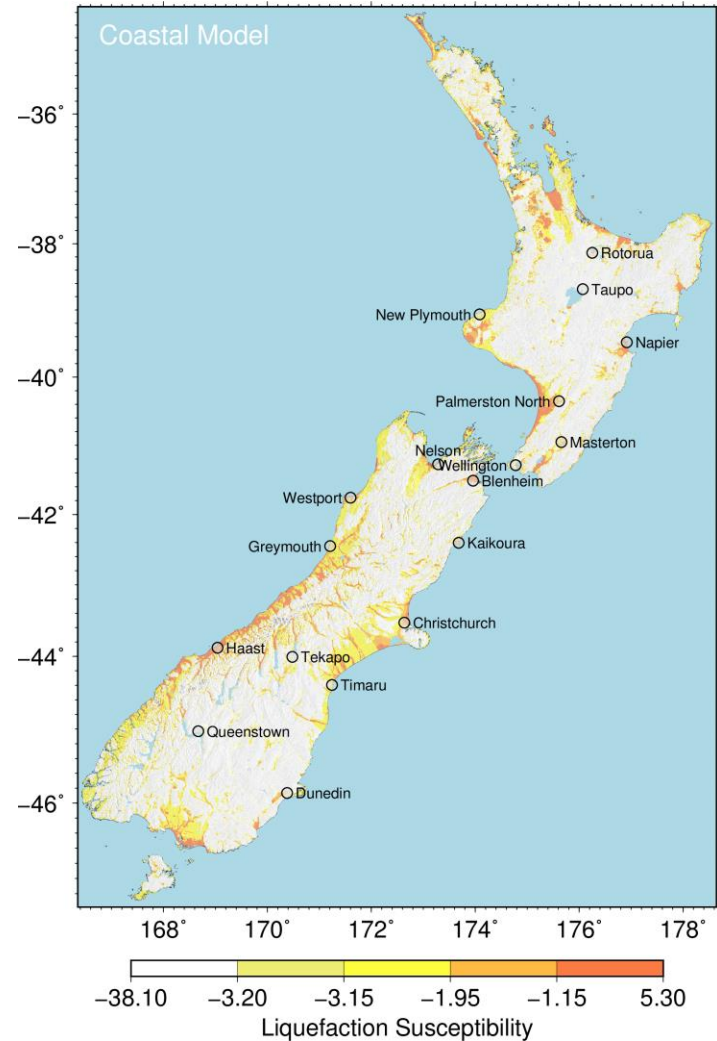 Coastal Model
−36°
−38°
Rotorua
Taupo
New Plymouth
Napier
−40°
Palmerston North
Masterton
Nelson
Wellington
Blenheim
Westport
−42°
Greymouth
Kaikoura
Christchurch
Haast
−44°
Tekapo
Timaru
Queenstown
Dunedin
−46°
168° 170° 172° 174° 176° 178°
−38.10 −3.20 −3.15 −1.95 −1.15 5.30
Liquefaction Susceptibility